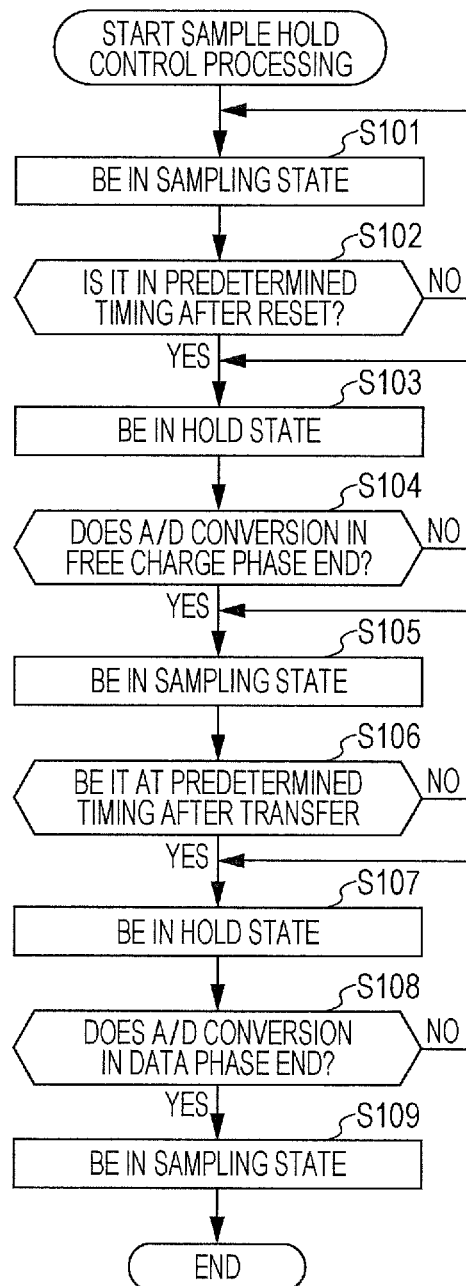 START SAMPLE HOLD
CONTROL PROCESSING
S101
BE IN SAMPLING STATE
S102
IS IT IN PREDETERMINED
TIMING AFTER RESET?
NO
YES
S103
BE IN HOLD STATE
S104
DOES A/D CONVERSION IN
FREE CHARGE PHASE END?
NO
YES
S105
BE IN SAMPLING STATE
S106
BE IT AT PREDETERMINED
TIMING AFTER TRANSFER
NO
YES
S107
BE IN HOLD STATE
S108
DOES A/D CONVERSION
IN DATA PHASE END?
NO
YES
S109
BE IN SAMPLING STATE
END